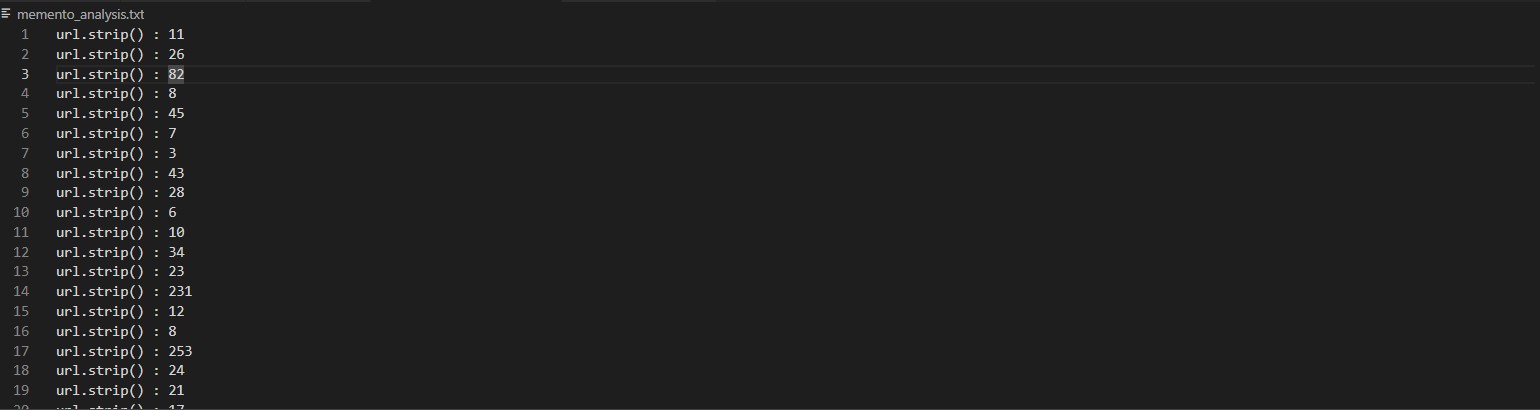 memento_analysis.txt
1 url.strip() : 11
2 url.strip() : 26
3 url.strip() : 82
4 url.strip() : 8
5 url.strip() : 45
6 url.strip() : 7
7 url.strip() : 3
8 url.strip() : 43
9 url.strip() : 28
10 url.strip() : 6
11 url.strip() : 10
12 url.strip() : 34
13 url.strip() : 23
14 url.strip() : 231
15 url.strip() : 12
16 url.strip() : 8
17 url.strip() : 253
18 url.strip() : 24
19 url.strip() : 21
20 url.strip() : 17